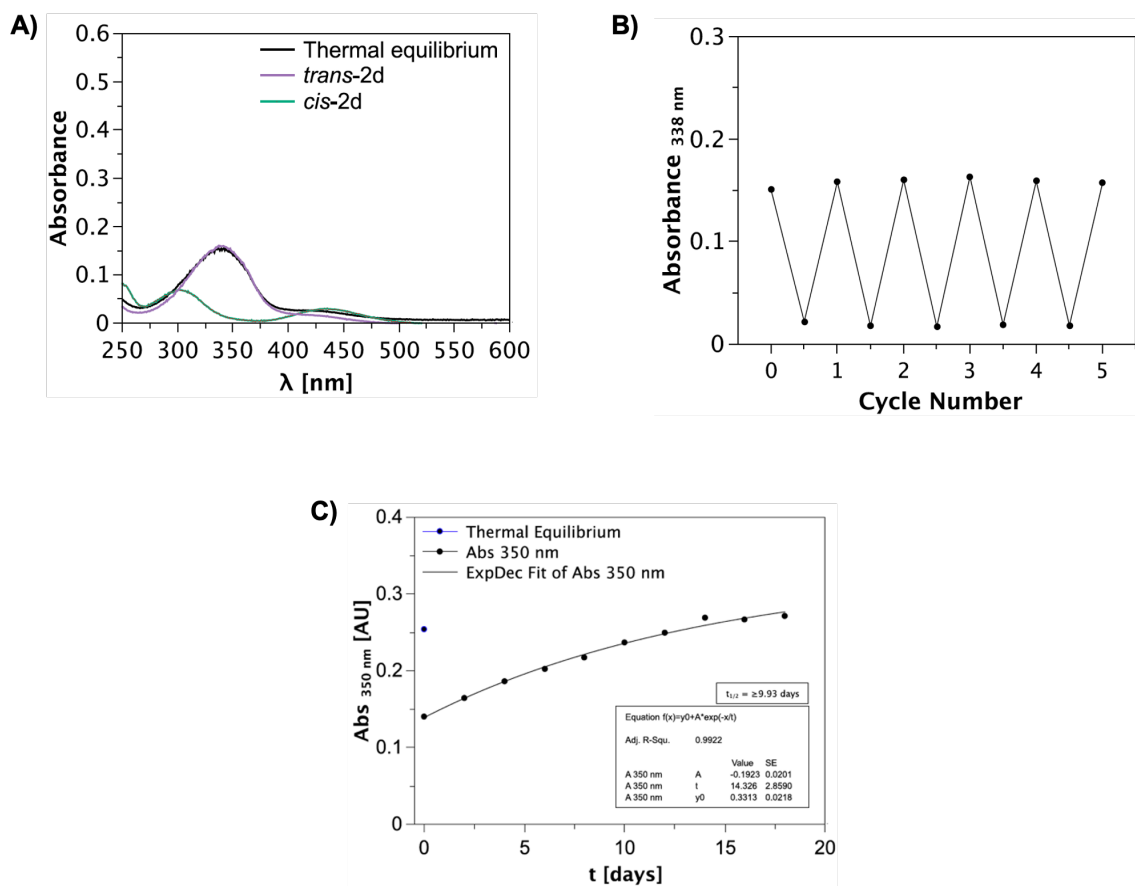 A)
0.6
0.5
0.4
0.3
0.2
0.1
0
Absorbance
Thermal equilibrium
trans-2d
cis-2d
250 300 350 400 450 500 550 600
λ [nm]
B)
0.3
0.2
0.1
0
Absorbance 338 nm
0 1 2 3 4 5
Cycle Number
C)
0.4
0.3
0.2
0.1
0
Abs 350 nm [AU]
Thermal Equilibrium
Abs 350 nm
ExpDec Fit of Abs 350 nm
t1/2 = ≥9.93 days
Equation f(x)=y0+A*exp(-x/t)
Adj. R-Squ. 0.9922
Value SE
A 350 nm A -0.1923 0.0201
A 350 nm t 14.326 2.8590
A 350 nm y0 0.3313 0.0218
0 5 10 15 20
t [days]